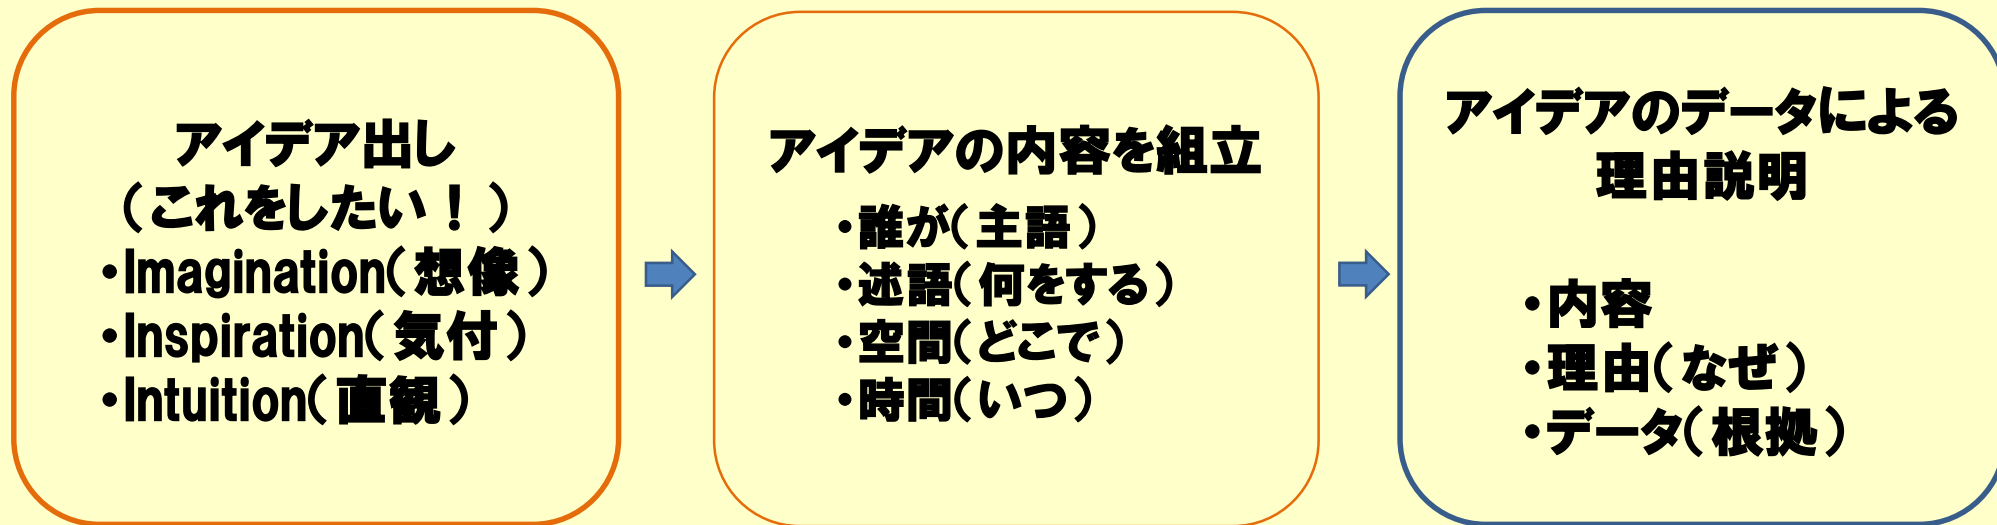 アイデア出し
（これをしたい！）
・Imagination（想像）
・Inspiration（気付）
・Intuition（直観）
アイデアの内容を組立
・誰が（主語）
・述語（何をする）
・空間（どこで）
・時間（いつ）
アイデアのデータによる
理由説明
・内容
・理由（なぜ）
・データ（根拠）